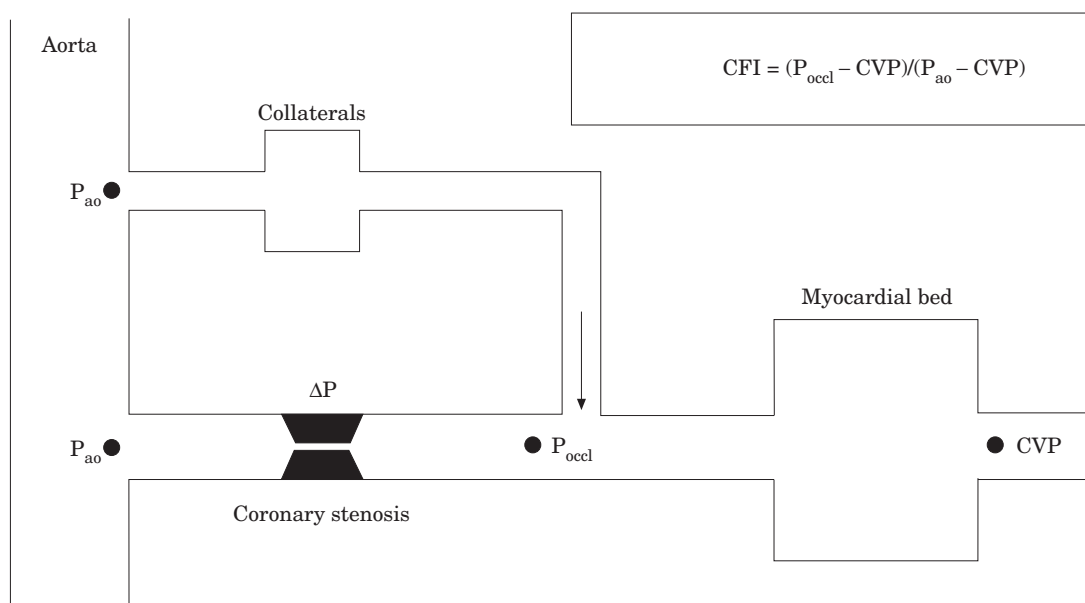 Aorta
CFI = (P_occl – CVP)/(P_ao – CVP)
Collaterals
P_ao
Myocardial bed
ΔP
P_ao
P_occl
CVP
Coronary stenosis